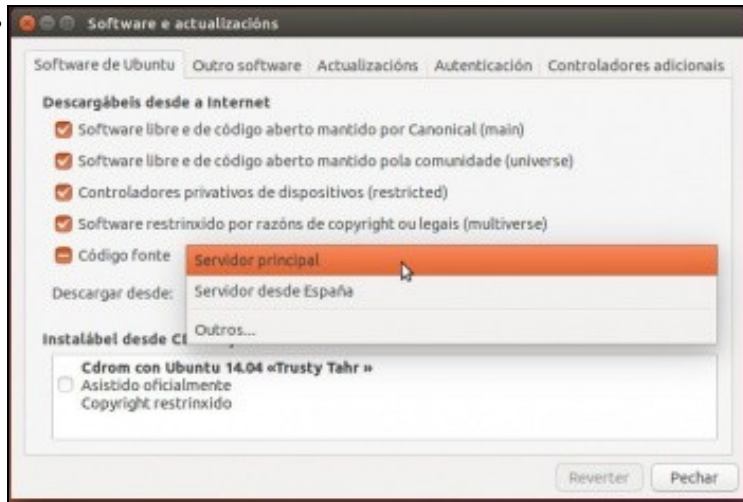 Software e actualizacións
Software de Ubuntu Outro software Actualizacións Autenticación Controladores adicionais
Descargábeis desde a Internet
Software libre e de código aberto mantido por Canonical (main)
Software libre e de código aberto mantido pola comunidade (universe)
Controladores privativos de dispositivos (restricted)
Software restrinxido por razóns de copyright ou legais (multiverse)
Código fonte
Servidor principal
Descargar desde:
Servidor desde España
Outros...
Instalábel desde
Cdrom con Ubuntu 14.04 «Trusty Tahr »
Asistido oficialmente
Copyright restrinxido
Reverter Pechar